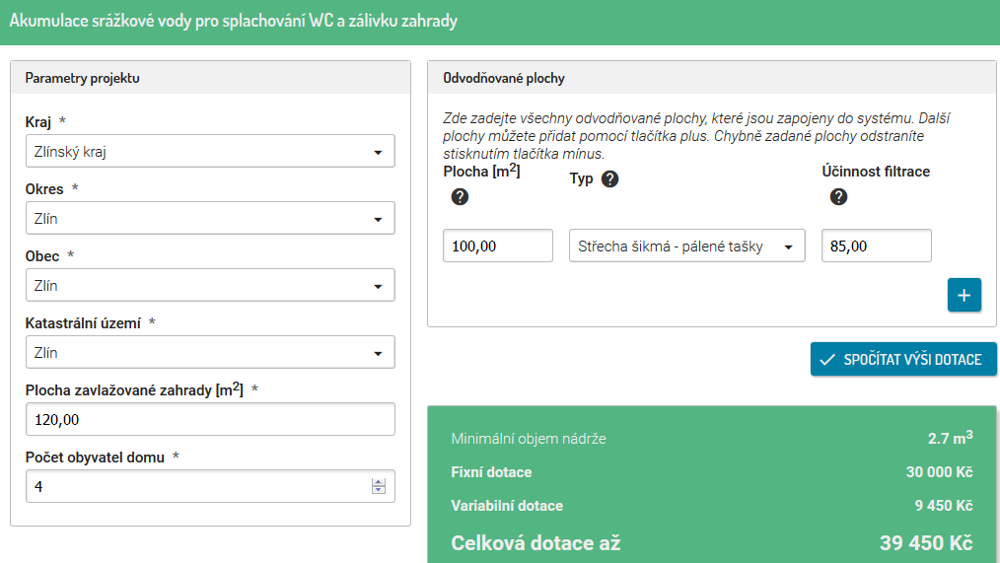 Akumulace srážkové vody pro splachování WC a zálivku zahrady
Parametry projektu
Kraj *
Zlínský kraj
Okres *
Zlín
Obec *
Zlín
Katastrální území *
Zlín
Plocha zavlažované zahrady [m²] *
120,00
Počet obyvatel domu *
4
Odvodňované plochy
Zde zadejte všechny odvodňované plochy, které jsou zapojeny do systému. Další
plochy můžete přidat pomocí tlačítka plus. Chybně zadané plochy odstraníte
stisknutím tlačítka mínus.
Plocha [m²] ? Typ ? Účinnost filtrace ?
100,00 Střecha šikmá - pálené tašky 85,00
+
SPOČÍTAT VÝŠI DOTACE
Minimální objem nádrže 2.7 m³
Fixní dotace 30 000 Kč
Variabilní dotace 9 450 Kč
Celková dotace až 39 450 Kč